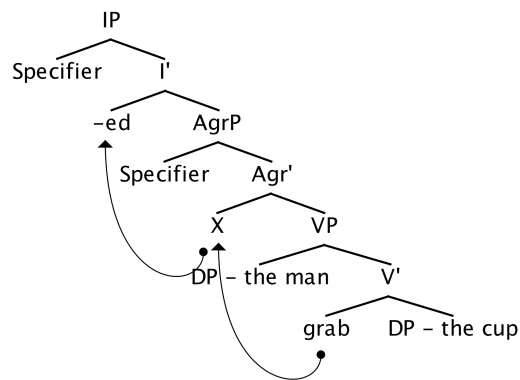 IP
Specifier I'
-ed AgrP
Specifier Agr'
X VP
DP - the man V'
grab DP - the cup